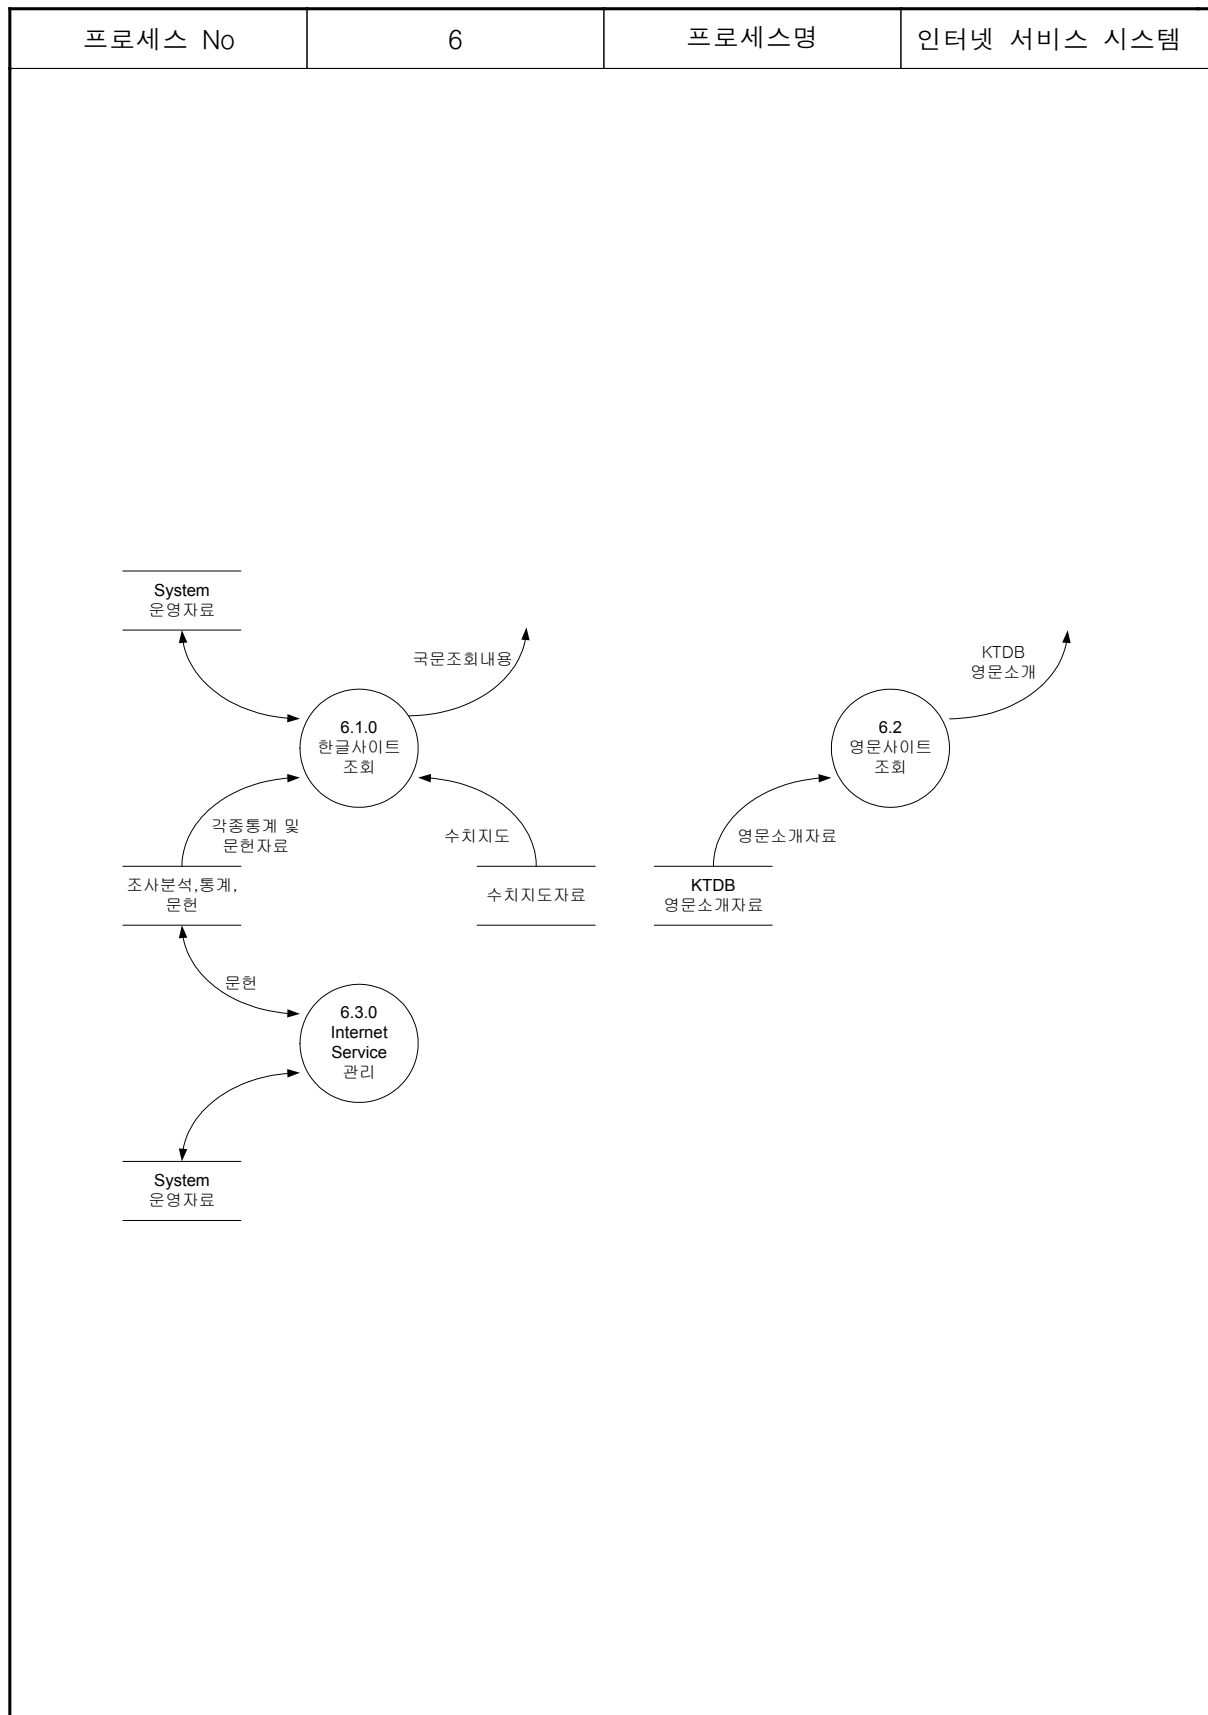 프로세스 No
6
프로세스명
인터넷 서비스 시스템
System
운영자료
국문조회내용
KTDB
영문소개
6.1.0
한글사이트
조회
6.2
영문사이트
조회
각종통계 및
문헌자료
수치지도
영문소개자료
조사분석,통계,
문헌
수치지도자료
KTDB
영문소개자료
문헌
6.3.0
Internet
Service
관리
System
운영자료